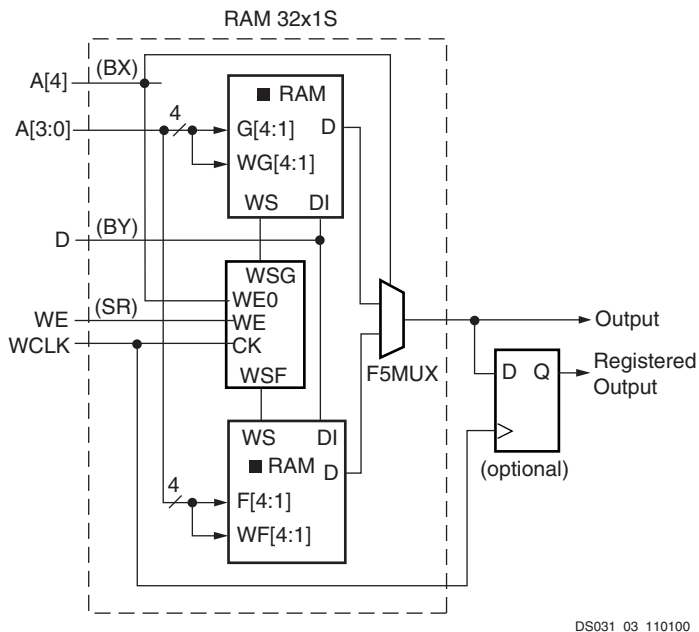 RAM 32x1S
A[4]
(BX)
A[3:0]
4
RAM
G[4:1]
D
WG[4:1]
WS
DI
D
(BY)
WSG
WE0
WE
(SR)
WE
WCLK
CK
WSF
F5MUX
Output
D
Q
Registered
Output
(optional)
WS
DI
RAM
D
4
F[4:1]
WF[4:1]
DS031_03_110100